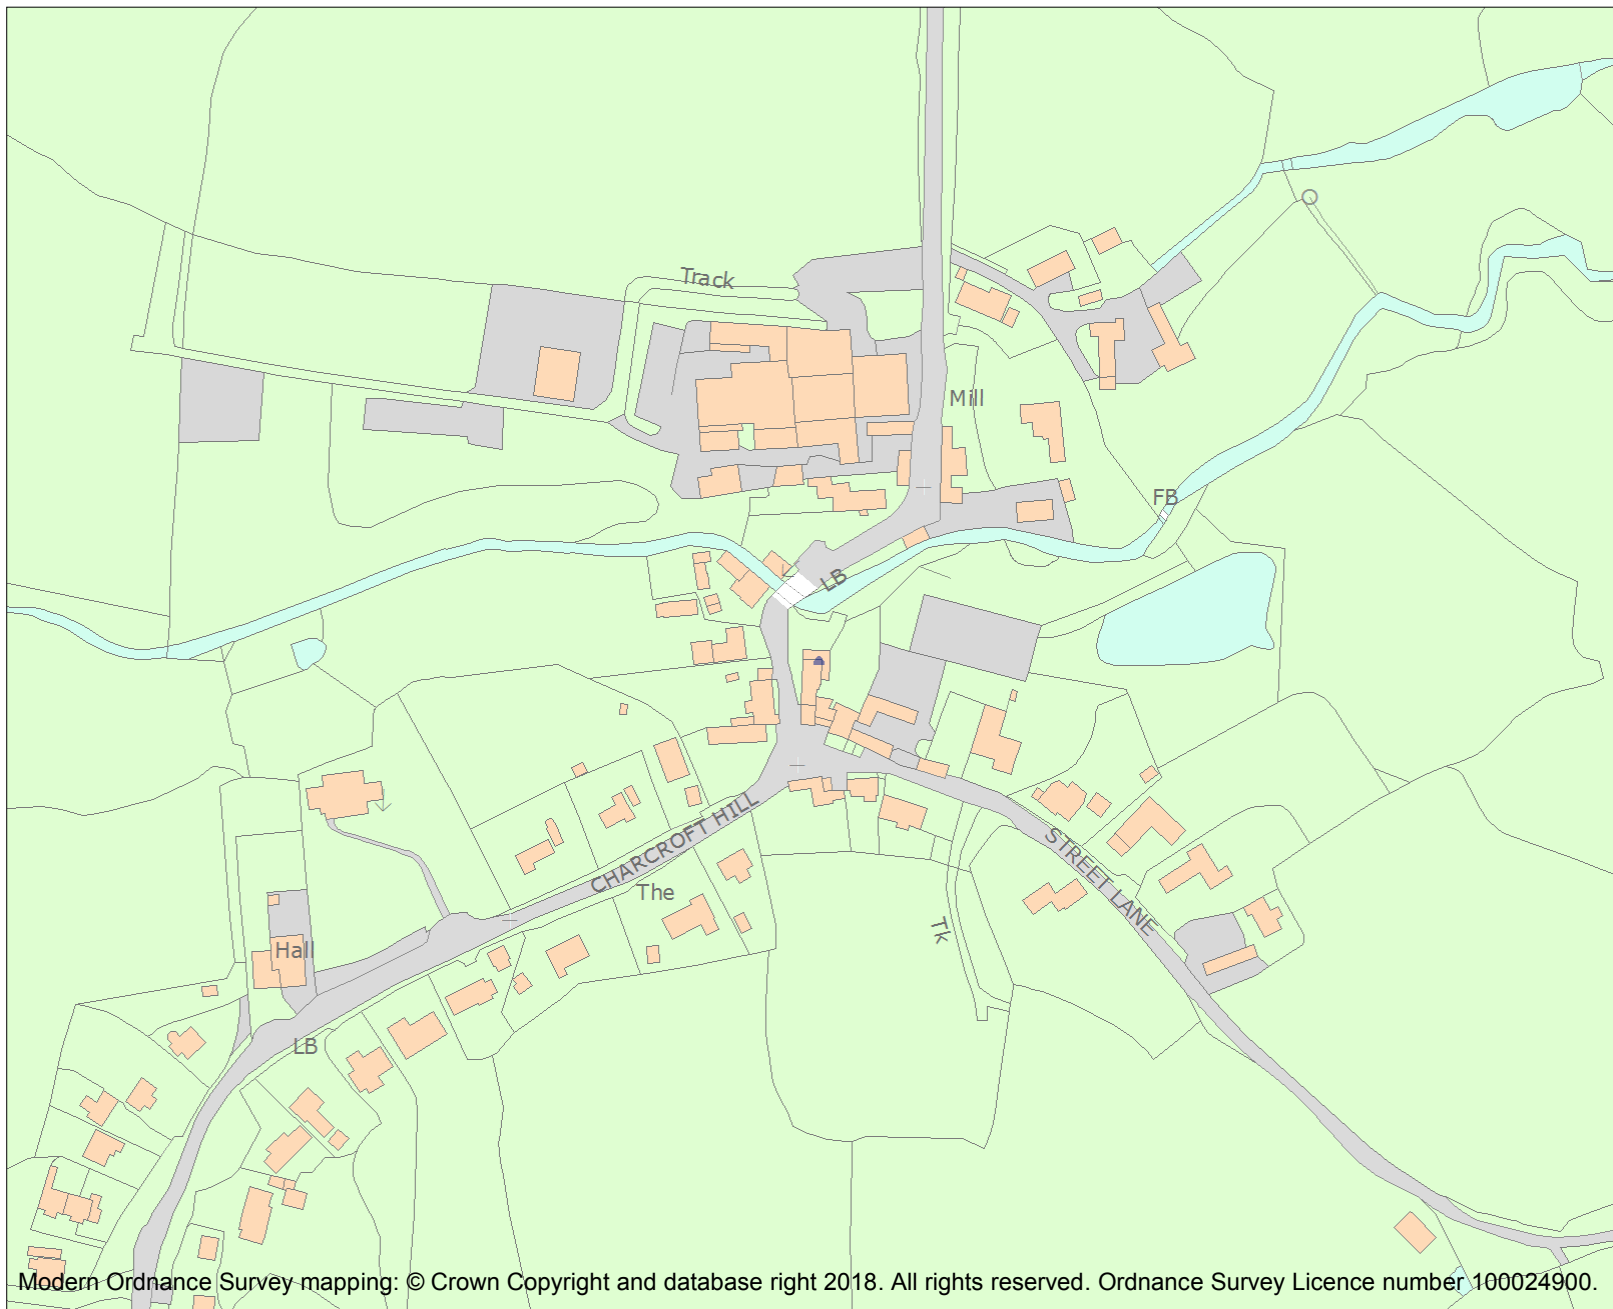 Track
Mill
FB
LB
CHARCROFT HILL
The
STREET LANE
Tk
Hall
LB
Modern Ordnance Survey mapping: © Crown Copyright and database right 2018. All rights reserved. Ordnance Survey Licence number 100024900.